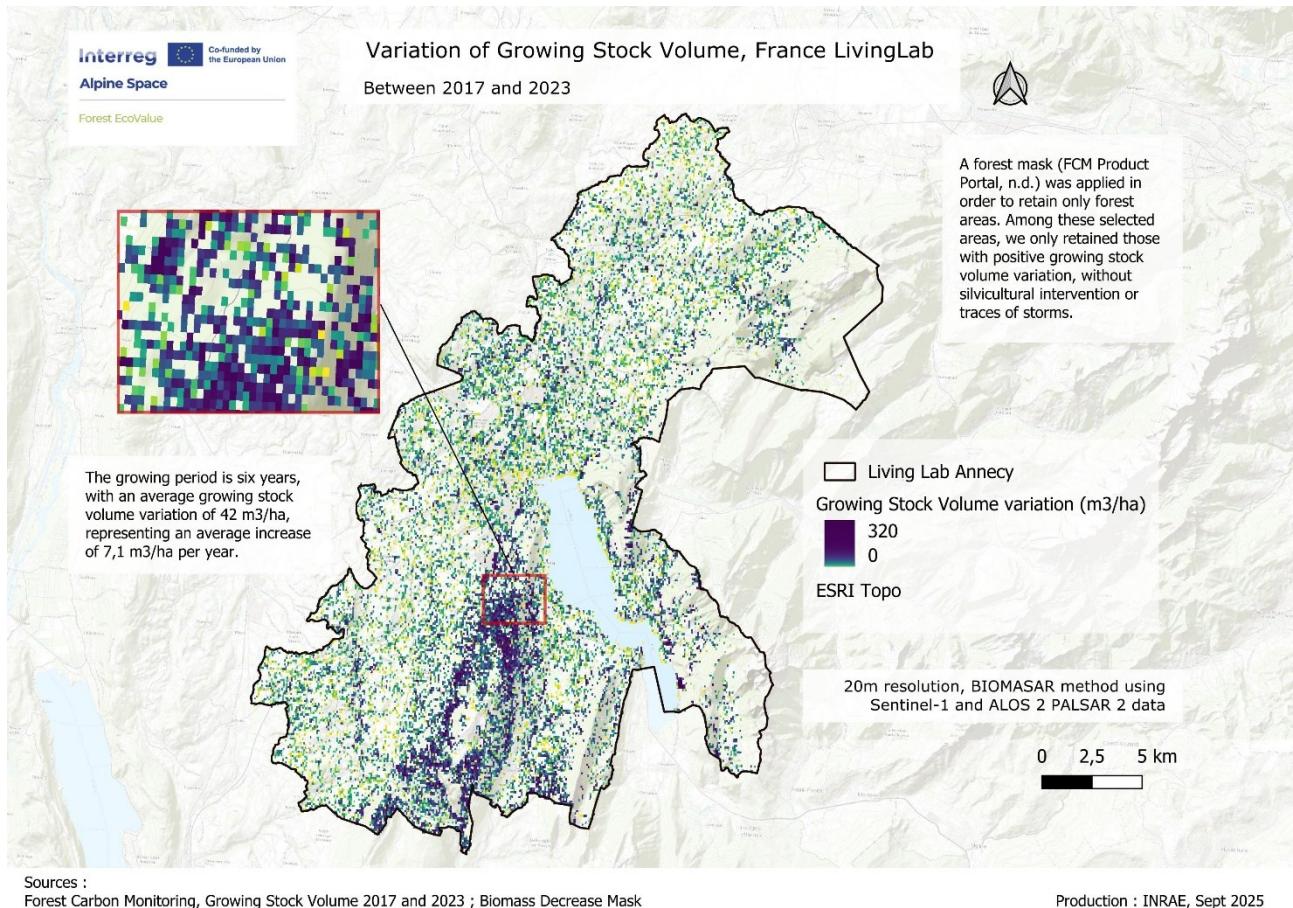 Interreg
Co-funded by
the European Union
Alpine Space
Forest EcoValue
Variation of Growing Stock Volume, France LivingLab
Between 2017 and 2023
A forest mask (FCM Product
Portal, n.d.) was applied in
order to retain only forest
areas. Among these selected
areas, we only retained those
with positive growing stock
volume variation, without
silvicultural intervention or
traces of storms.
The growing period is six years,
with an average growing stock
volume variation of 42 m3/ha,
representing an average increase
of 7,1 m3/ha per year.
Living Lab Annecy
Growing Stock Volume variation (m3/ha)
320
0
ESRI Topo
20m resolution, BIOMASAR method using
Sentinel-1 and ALOS 2 PALSAR 2 data
0 2,5 5 km
Sources :
Forest Carbon Monitoring, Growing Stock Volume 2017 and 2023 ; Biomass Decrease Mask
Production : INRAE, Sept 2025